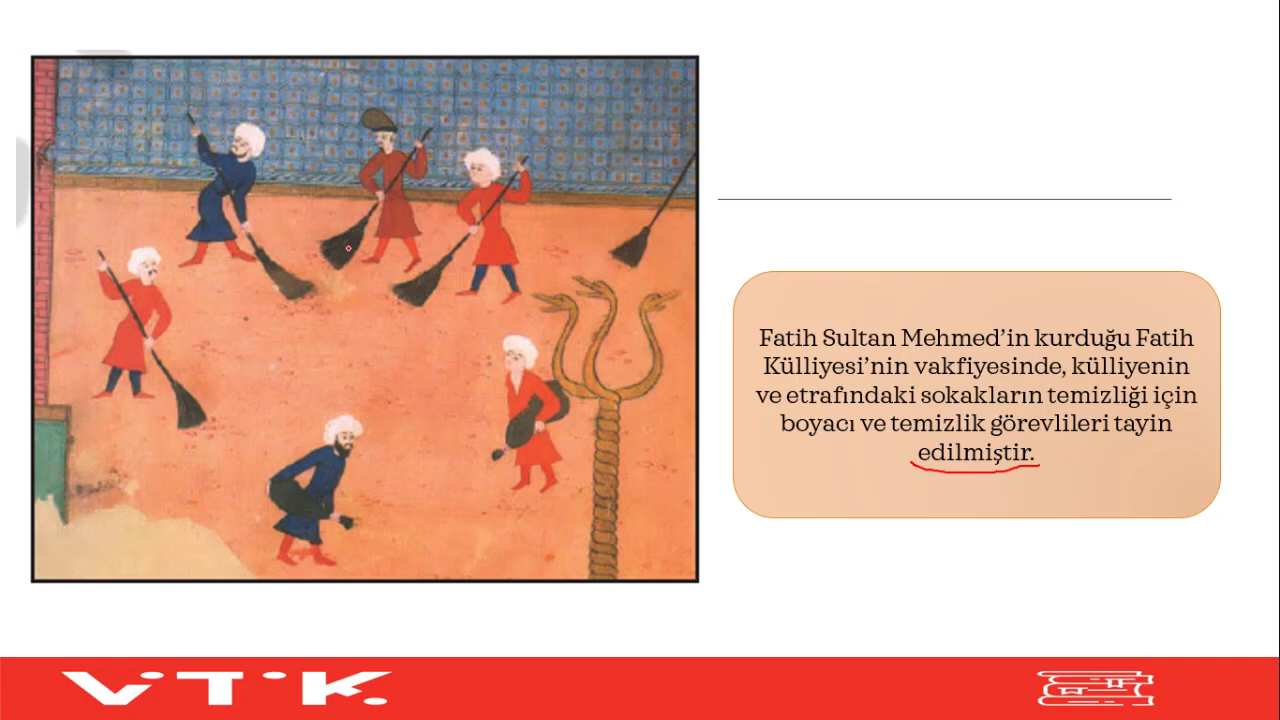 Fatih Sultan Mehmed’in kurduğu Fatih
Külliyesi’nin vakfiyesinde, külliyenin
ve etrafındaki sokakların temizliği için
boyacı ve temizlik görevlileri tayin
edilmiştir.
VTK